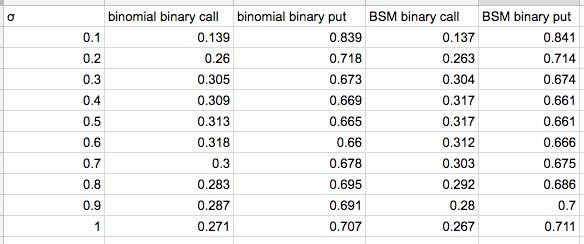 σ binomial binary call binomial binary put BSM binary call BSM binary put
0.1 0.139 0.839 0.137 0.841
0.2 0.26 0.718 0.263 0.714
0.3 0.305 0.673 0.304 0.674
0.4 0.309 0.669 0.317 0.661
0.5 0.313 0.665 0.317 0.661
0.6 0.318 0.66 0.312 0.666
0.7 0.3 0.678 0.303 0.675
0.8 0.283 0.695 0.292 0.686
0.9 0.287 0.691 0.28 0.7
1 0.271 0.707 0.267 0.711